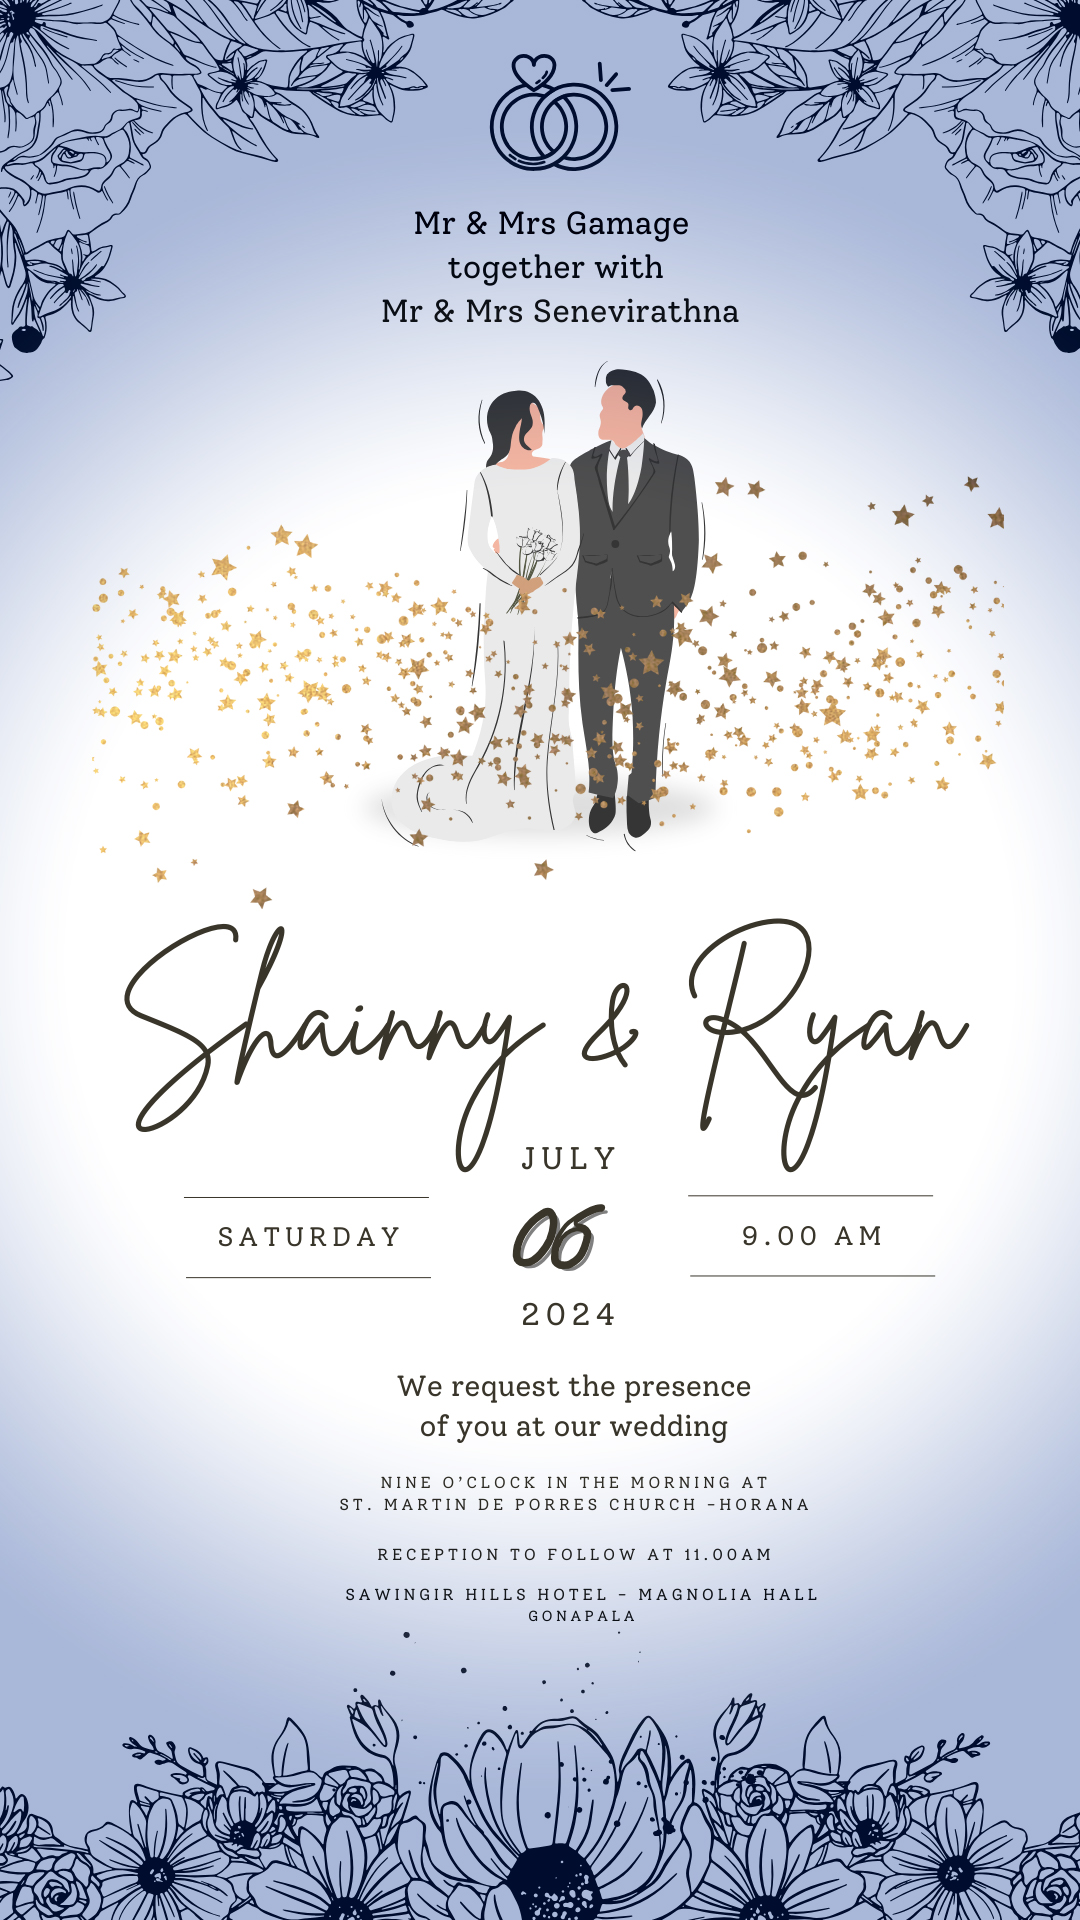 Mr & Mrs Gamage
together with
Mr & Mrs Senevirathna
Shainny & Ryan
JULY
SATURDAY
06
9.00 AM
2024
We request the presence
of you at our wedding
NINE O’CLOCK IN THE MORNING AT
ST. MARTIN DE PORRES CHURCH -HORANA
RECEPTION TO FOLLOW AT 11.00AM
SAWINGIR HILLS HOTEL - MAGNOLIA HALL
GONAPALA